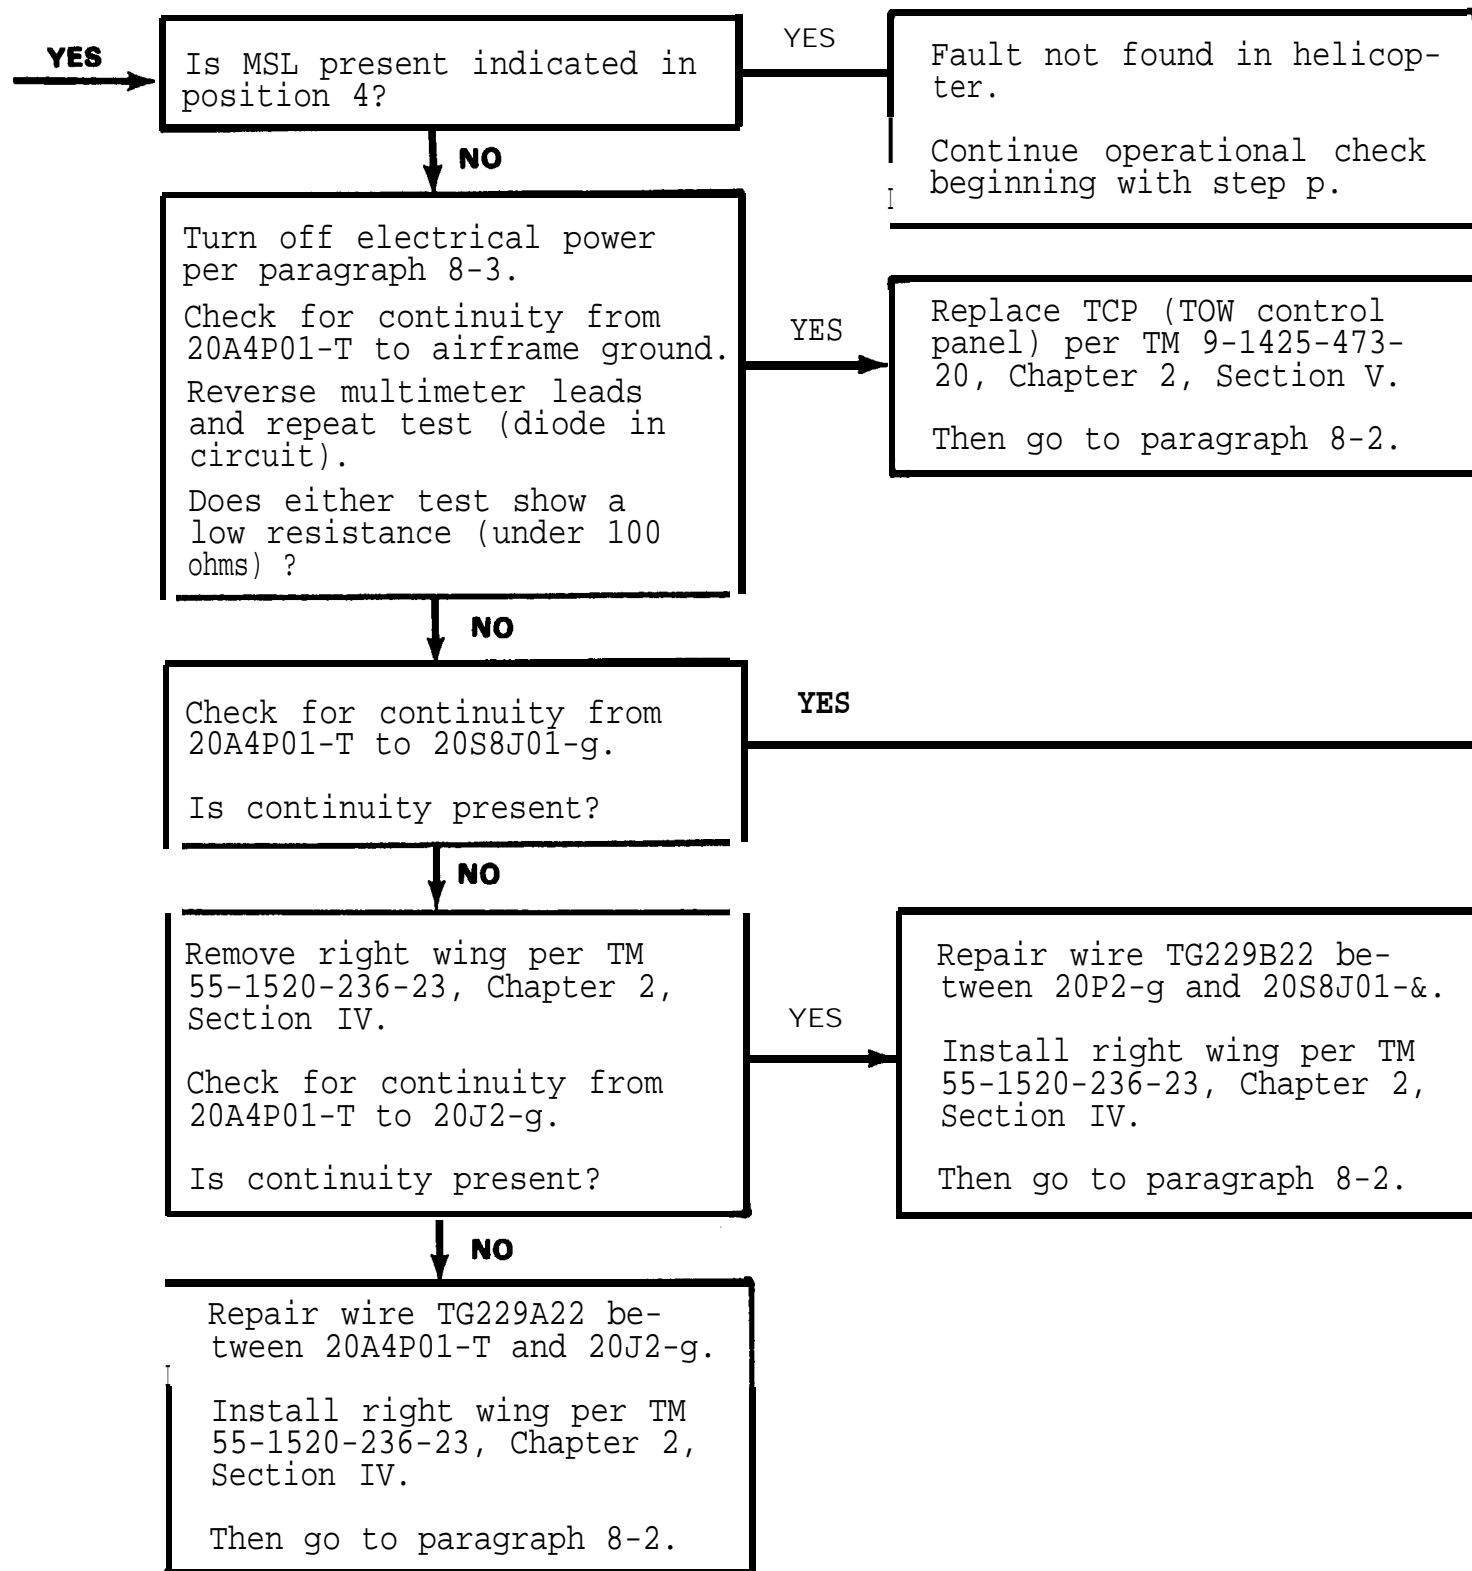 YES
Is MSL present indicated in
position 4?
YES
Fault not found in helicop-
ter.
Continue operational check
beginning with step p.
NO
Turn off electrical power
per paragraph 8-3.
Check for continuity from
20A4P01-T to airframe ground.
Reverse multimeter leads
and repeat test (diode in
circuit).
Does either test show a
low resistance (under 100
ohms) ?
YES
Replace TCP (TOW control
panel) per TM 9-1425-473-
20, Chapter 2, Section V.
Then go to paragraph 8-2.
NO
Check for continuity from
20A4P01-T to 20S8J01-g.
Is continuity present?
YES
NO
Remove right wing per TM
55-1520-236-23, Chapter 2,
Section IV.
Check for continuity from
20A4P01-T to 20J2-g.
Is continuity present?
YES
Repair wire TG229B22 be-
tween 20P2-g and 20S8J01-&.
Install right wing per TM
55-1520-236-23, Chapter 2,
Section IV.
Then go to paragraph 8-2.
NO
Repair wire TG229A22 be-
tween 20A4P01-T and 20J2-g.
Install right wing per TM
55-1520-236-23, Chapter 2,
Section IV.
Then go to paragraph 8-2.